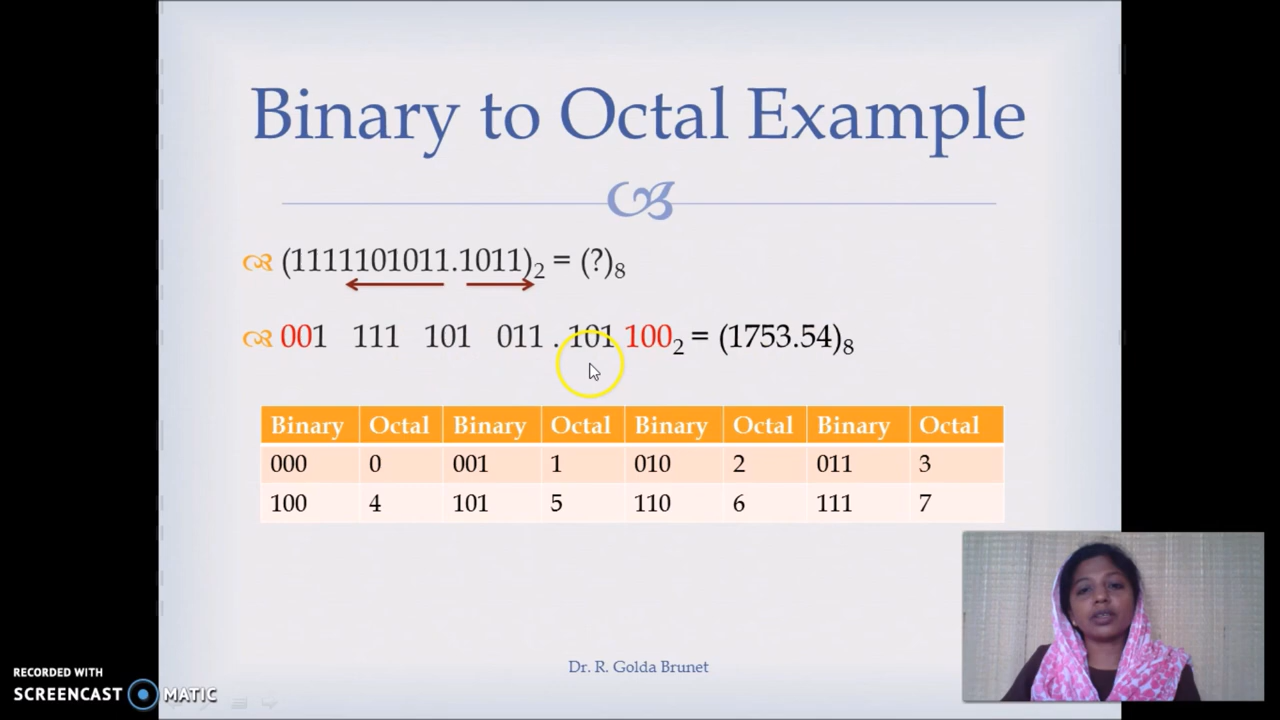 Binary to Octal Example
(1111101011.1011)2 = (?)8
001 111 101 011 . 101 1002 = (1753.54)8
Binary Octal Binary Octal Binary Octal Binary Octal
000 0 001 1 010 2 011 3
100 4 101 5 110 6 111 7
Dr. R. Golda Brunet
RECORDED WITH
SCREENCAST MATIC